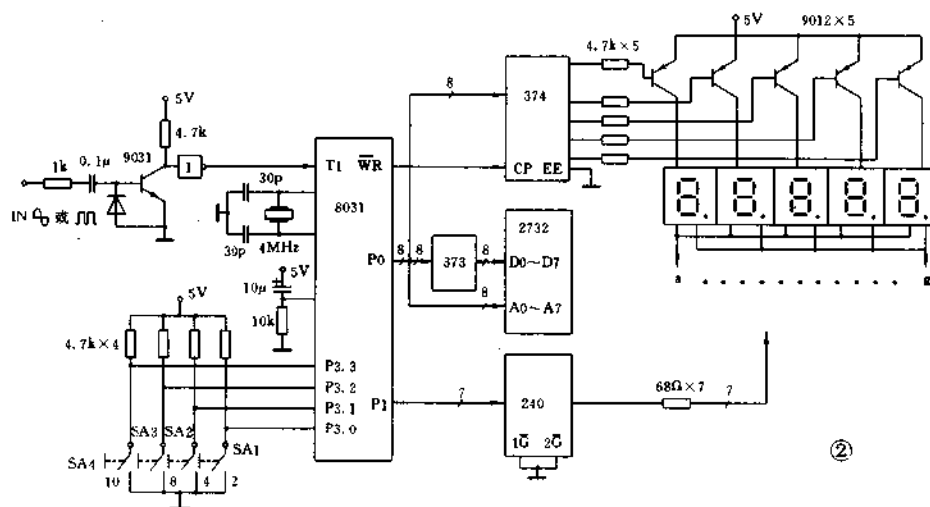 5V
9012×5
4.7k×5
8
374
CP EE
5V
4.7k
9031
1k
0.1μ
1
IN 或
T1 W̅R̅
8031
30p
30p
4MHz
5V
10μ
10k
P0
8
8
373
8
8
2732
D0～D7
A0～A7
a
g
5V
4.7k×4
P3.3
P3.2
P3.1
P3.0
P1
7
240
1G̅ 2G̅
68Ω×7
7
SA4
SA3
SA2
SA1
10
8
4
2
②